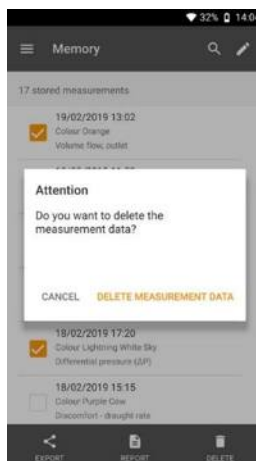 32% 14:04
Memory
17 stored measurements
19/02/2019 13:02
Colour Orange
Volume flow, outlet
Attention
Do you want to delete the
measurement data?
CANCEL DELETE MEASUREMENT DATA
18/02/2019 17:20
Colour Lightning White Sky
Differential pressure (ΔP)
18/02/2019 15:15
Colour Purple Cow
Discomfort - draught rate
EXPORT REPORT DELETE